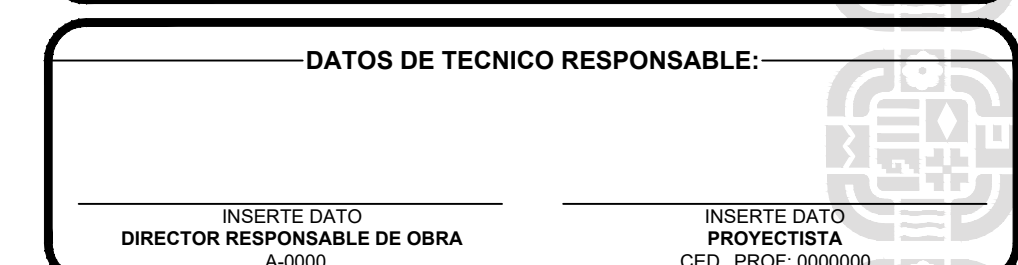 DATOS DE TECNICO RESPONSABLE:
INSERTE DATO
DIRECTOR RESPONSABLE DE OBRA
A-0000
INSERTE DATO
PROYECTISTA
CED. PROF: 0000000